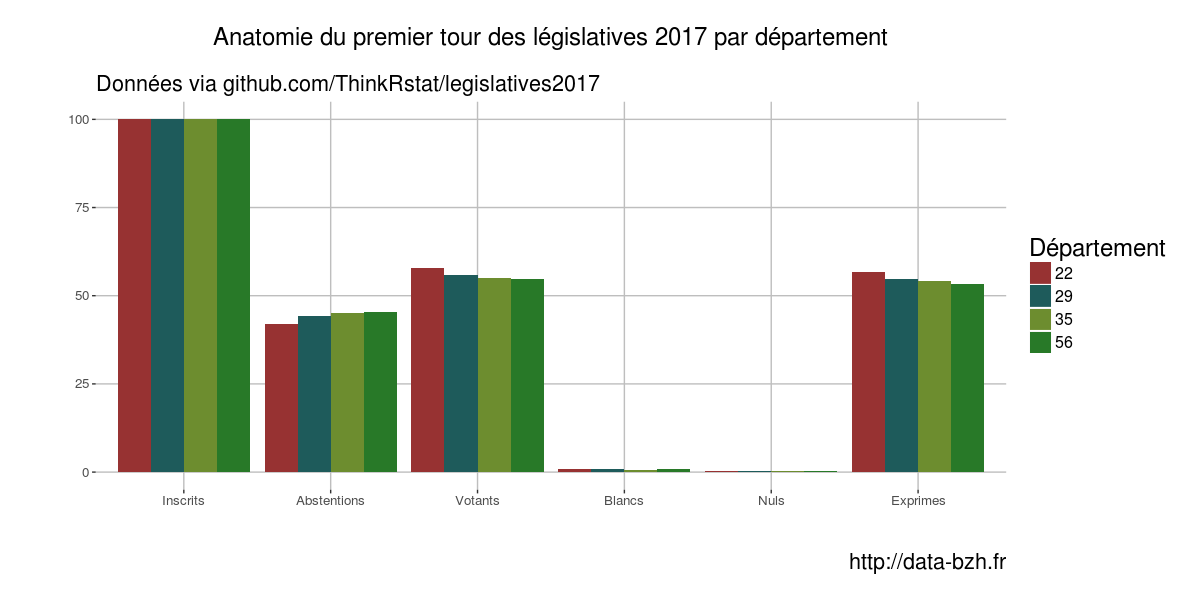 Anatomie du premier tour des législatives 2017 par département
Données via github.com/ThinkRstat/legislatives2017
100
75
50
25
0
Inscrits Abstentions Votants Blancs Nuls Exprimes
Département
22
29
35
56
http://data-bzh.fr